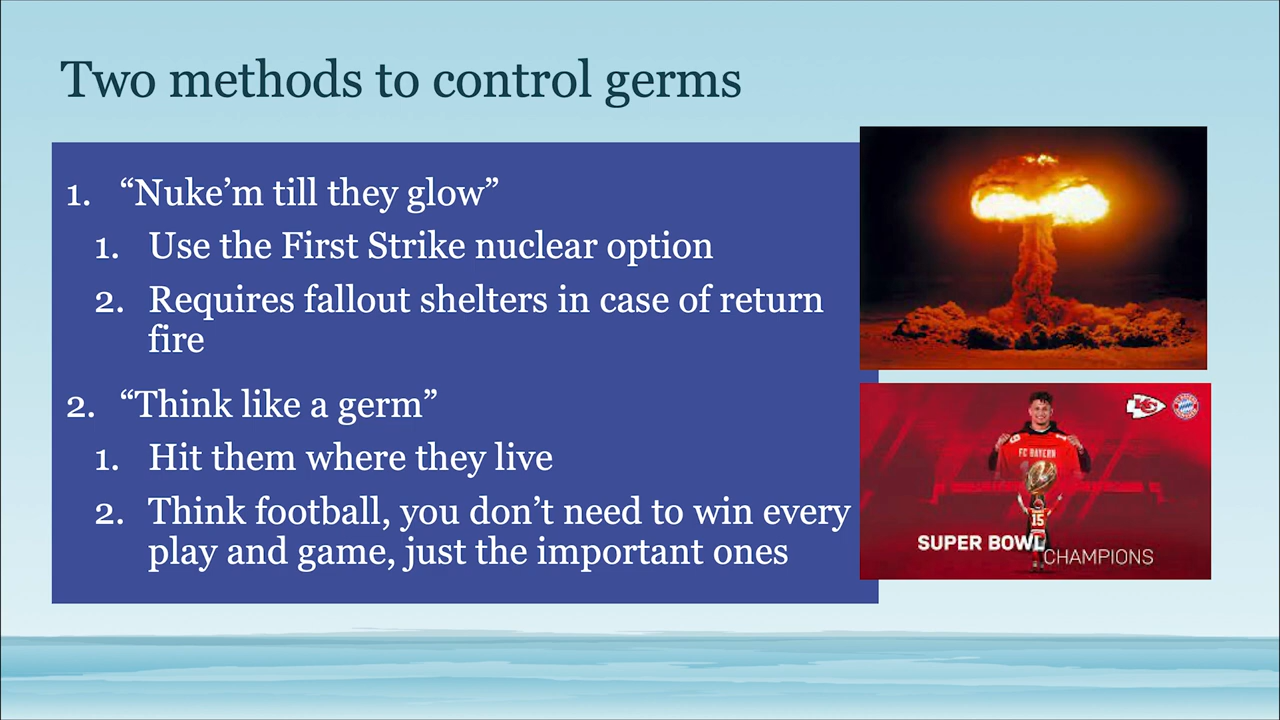 Two methods to control germs
1. “Nuke’m till they glow”
1. Use the First Strike nuclear option
2. Requires fallout shelters in case of return
fire
2. “Think like a germ”
1. Hit them where they live
2. Think football, you don’t need to win every
play and game, just the important ones
KC
FC BAYERN
15
SUPER BOWL
CHAMPIONS